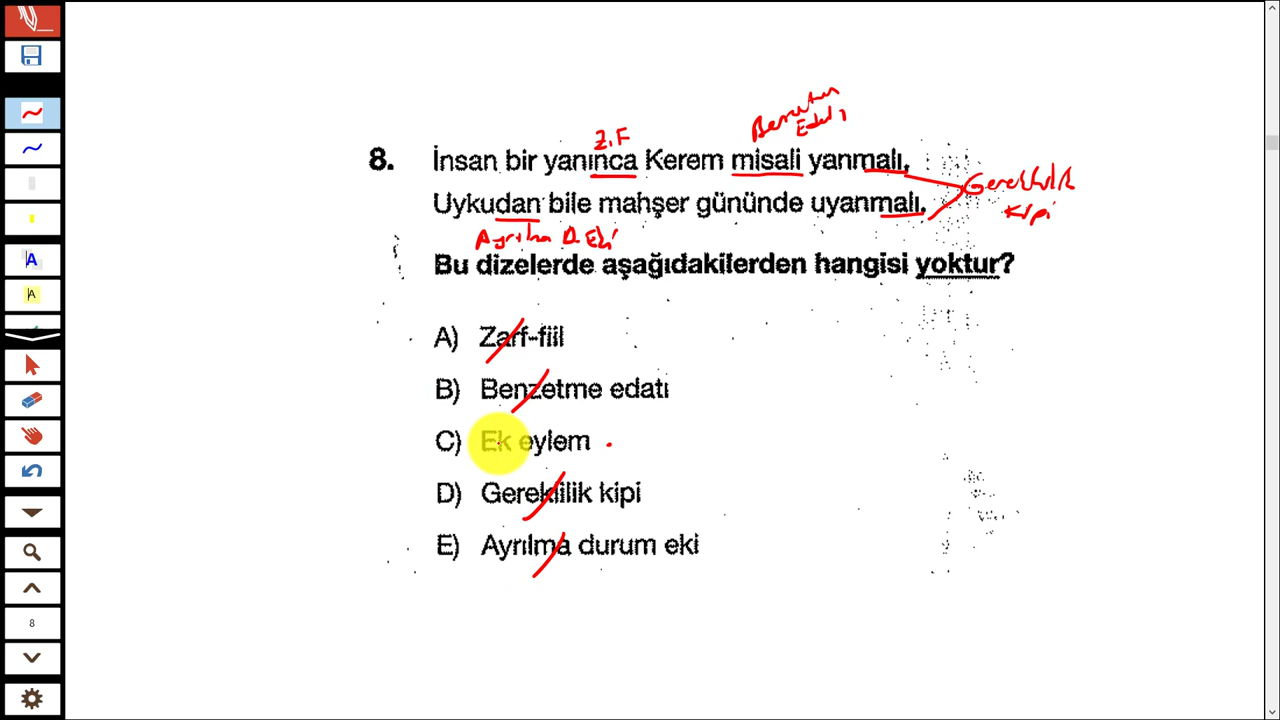 Z.F
Benzetme
Edatı
8. İnsan bir yanınca Kerem misali yanmalı,
Gereklilik
Kipi
Uykudan bile mahşer gününde uyanmalı.
Ayrılma D. Eki
Bu dizelerde aşağıdakilerden hangisi yoktur?
A) Zarf-fiil
B) Benzetme edatı
C) Ek eylem
D) Gereklilik kipi
E) Ayrılma durum eki
A
A
8